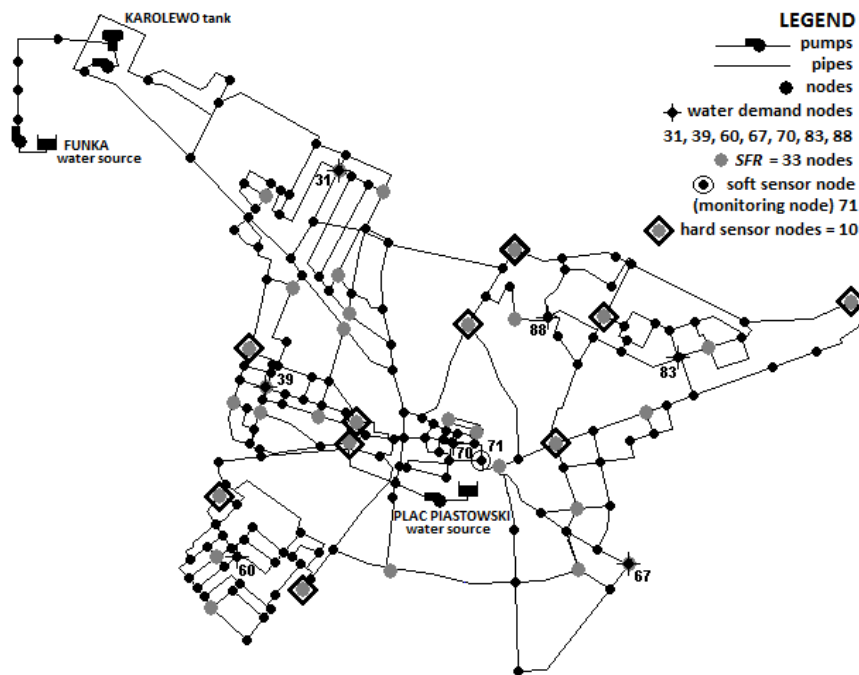 KAROLEWO tank
FUNKA
water source
LEGEND
pumps
pipes
nodes
water demand nodes
31, 39, 60, 67, 70, 83, 88
SFR = 33 nodes
soft sensor node
(monitoring node) 71
hard sensor nodes = 10
31
88
83
39
71
70
PLAC PIASTOWSKI
water source
60
67